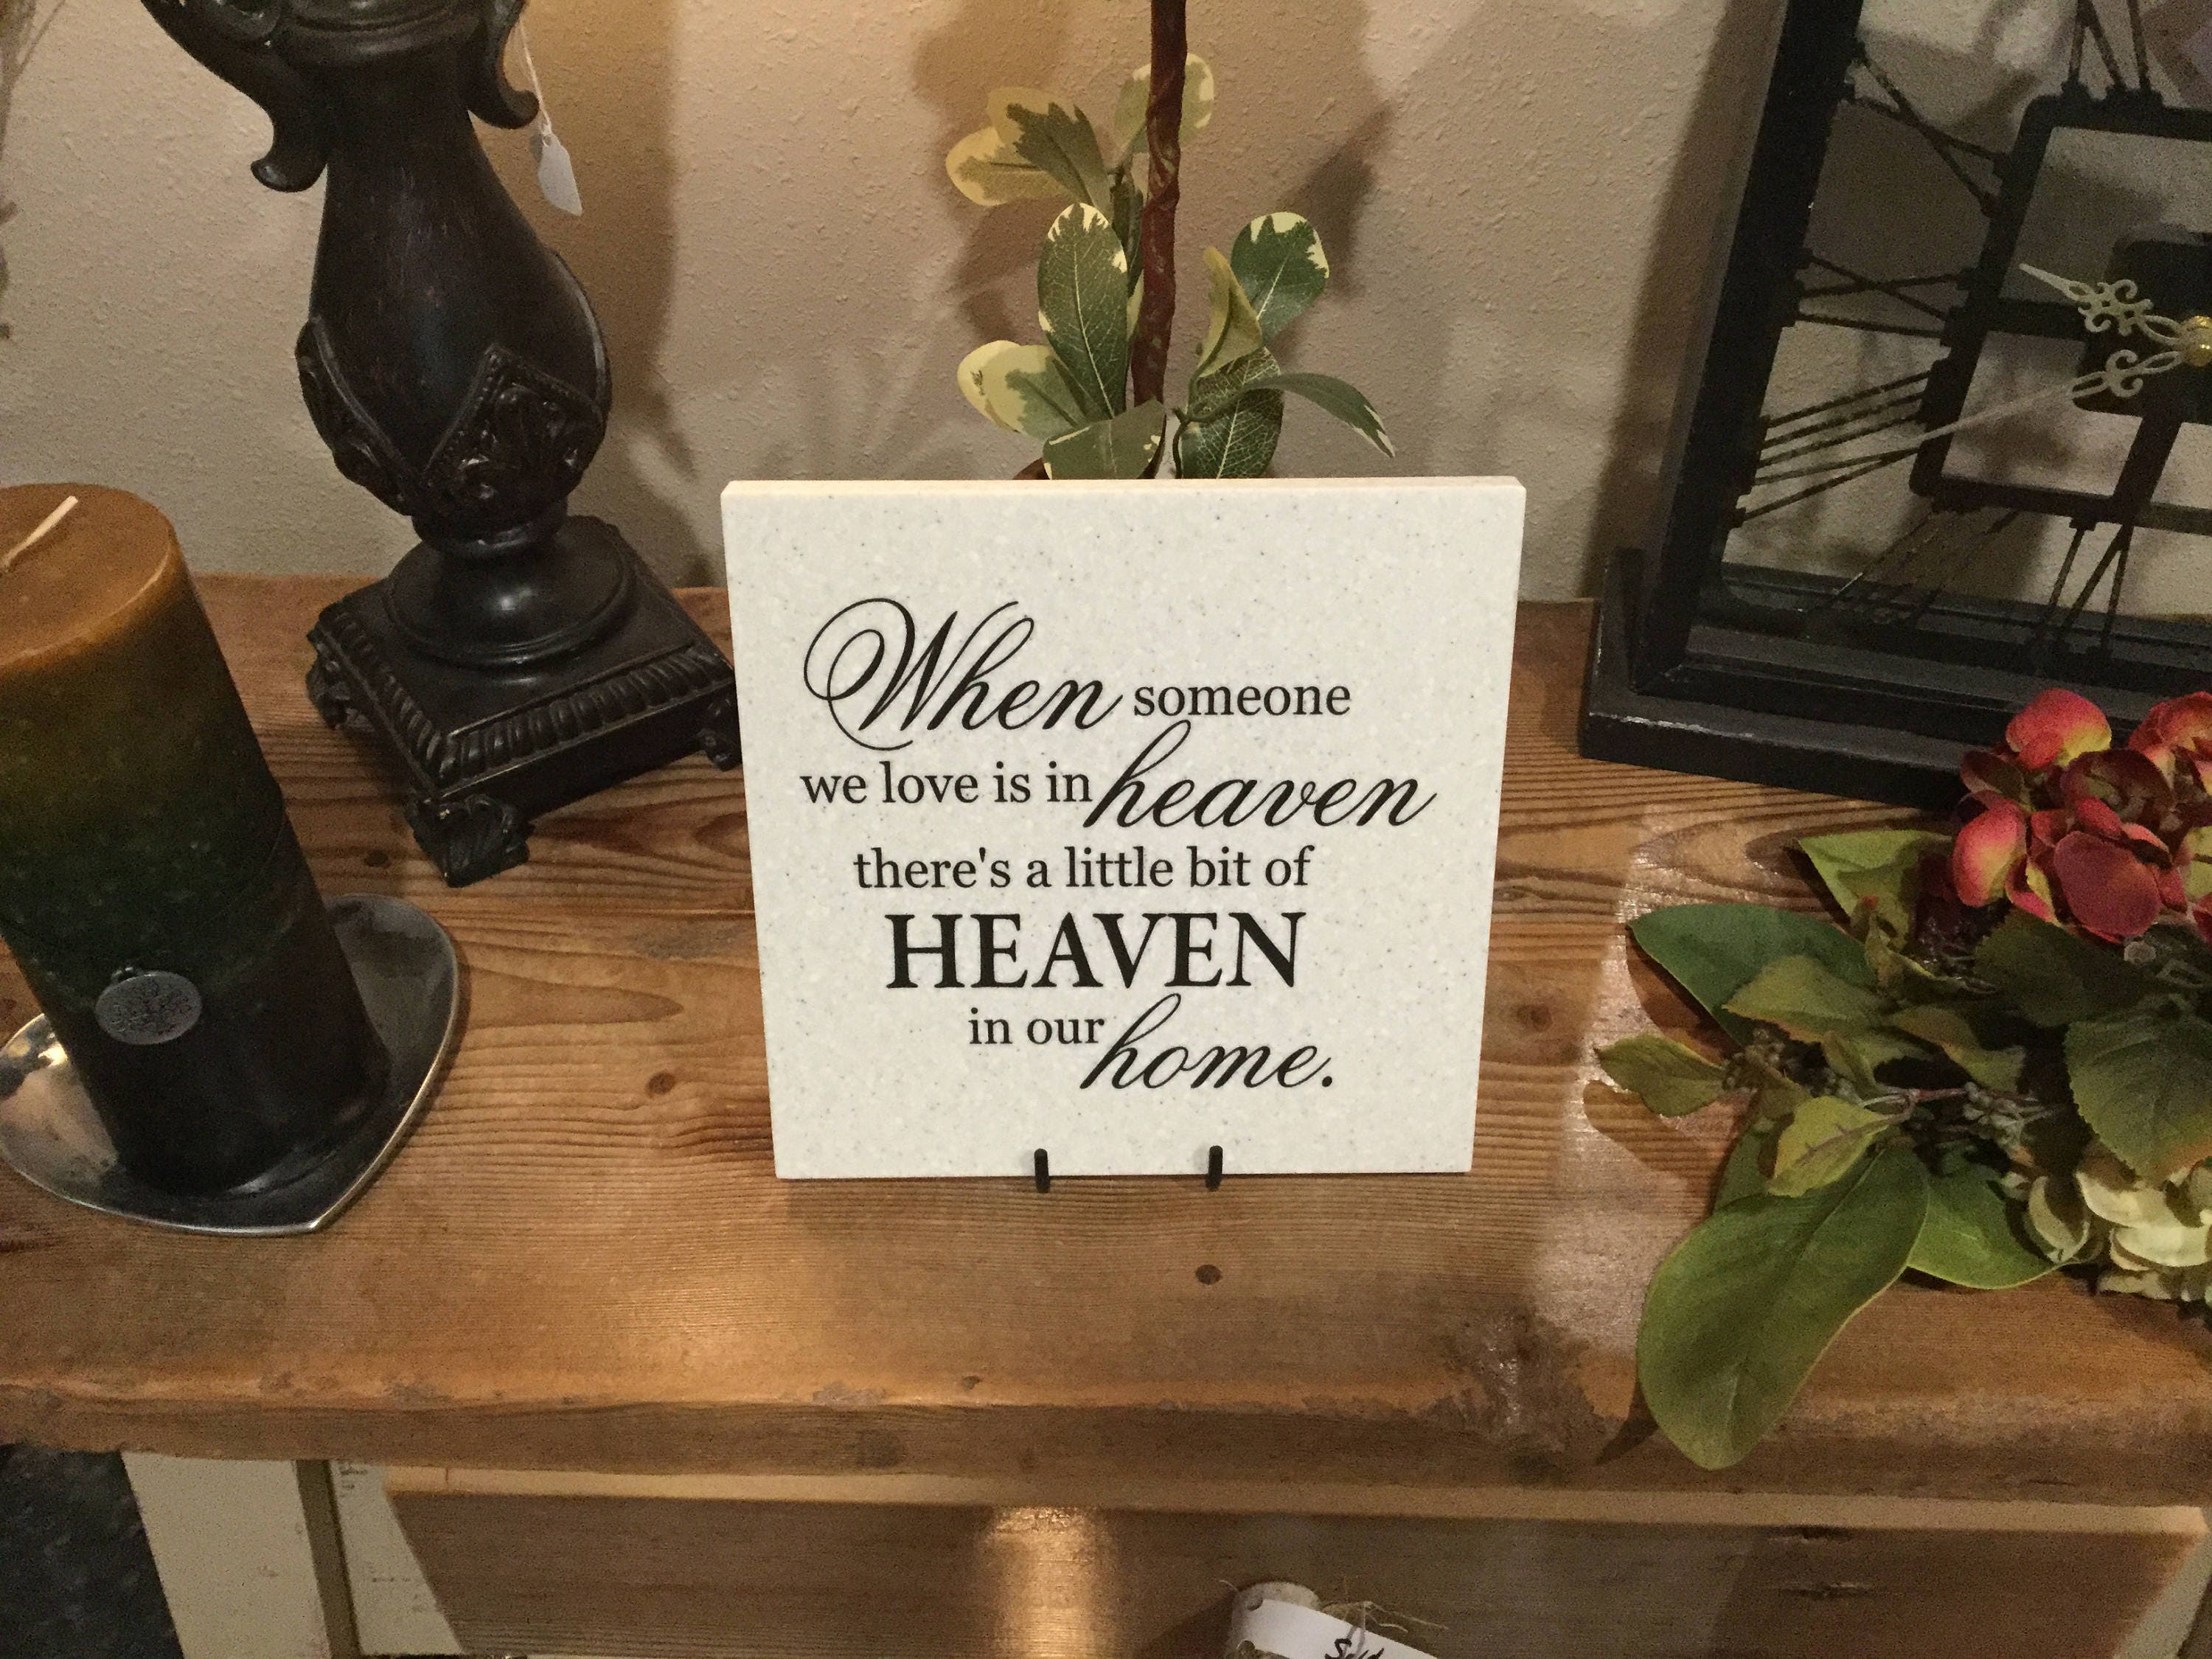 When someone
we love is in heaven
there's a little bit of
HEAVEN
in our home.